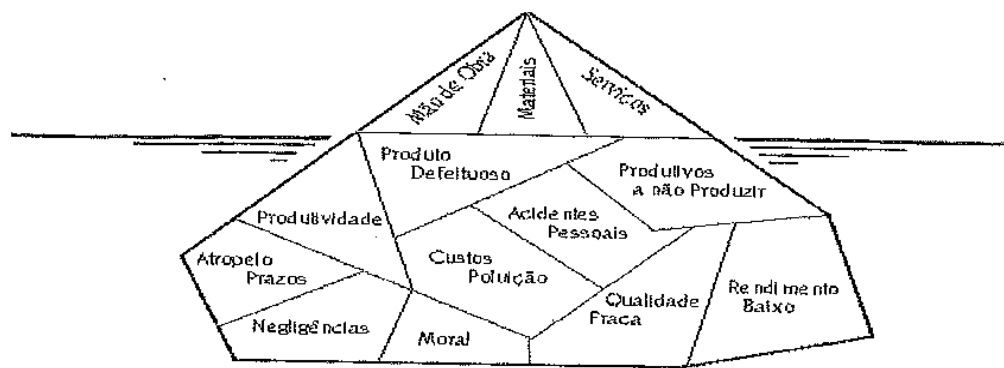 Mão de Obra
Materiais
Serviços
Produto
Defeituoso
Produtivos
a não Produzir
Produtividade
Acidentes
Pessoais
Atropelo
Prazos
Custos
Poluição
Qualidade
Fraca
Rendimento
Baixo
Negligências
Moral